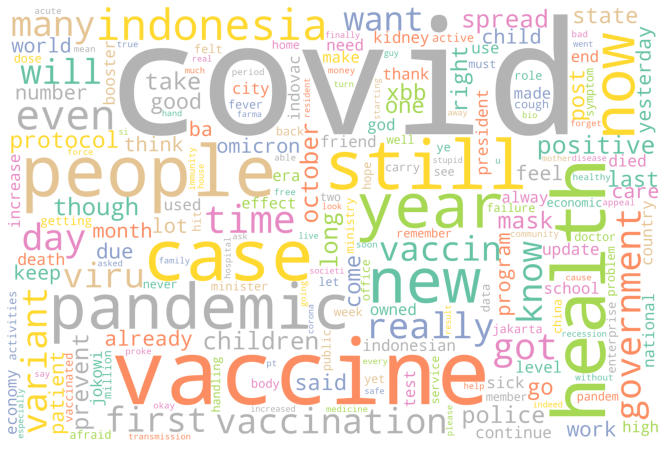 covid
vaccine
people
pandemic
case
still
year
new
health
now
many
indonesia
want
spread
state
will
even
world
number
booster
take
good
indovac
kidney
active
child
need
make
use
right
xbb
one
end
post
yesterday
protocol
ba
omicron
october
president
positive
think
friend
god
feel
died
last
care
though
increase
used
era
effect
time
long
mask
alway
update
day
month
lot
hit
death
due
keep
viru
vaccin
come
know
program
school
country
government
variant
already
really
got
level
children
indonesian
jakarta
prevent
patient
jokowi
economy
activities
vaccinated
million
first
vaccination
said
test
sick
go
police
continue
work
high
national
enterprise
problem
economic
doctor
failure
remember
owned
office
ministry
minister
handling
public
body
service
member
pandem
recession
community
mother
disease
healthy
appeal
symptom
cough
fever
city
thank
home
finally
felt
dose
acute
mean
true
real
much
period
money
turn
guy
must
role
made
bad
went
farma
hand
resident
starting
away
bio
forget
back
well
si
force
getting
free
immunity
house
able
hope
carry
see
ye
stupid
u
two
look
live
ask
never
asked
family
hospital
societi
going
let
week
soon
corona
data
china
cause
without
result
every
yet
safe
help
please
indeed
pt
proke
okay
say
especially
afraid
transmission
increased
medicine